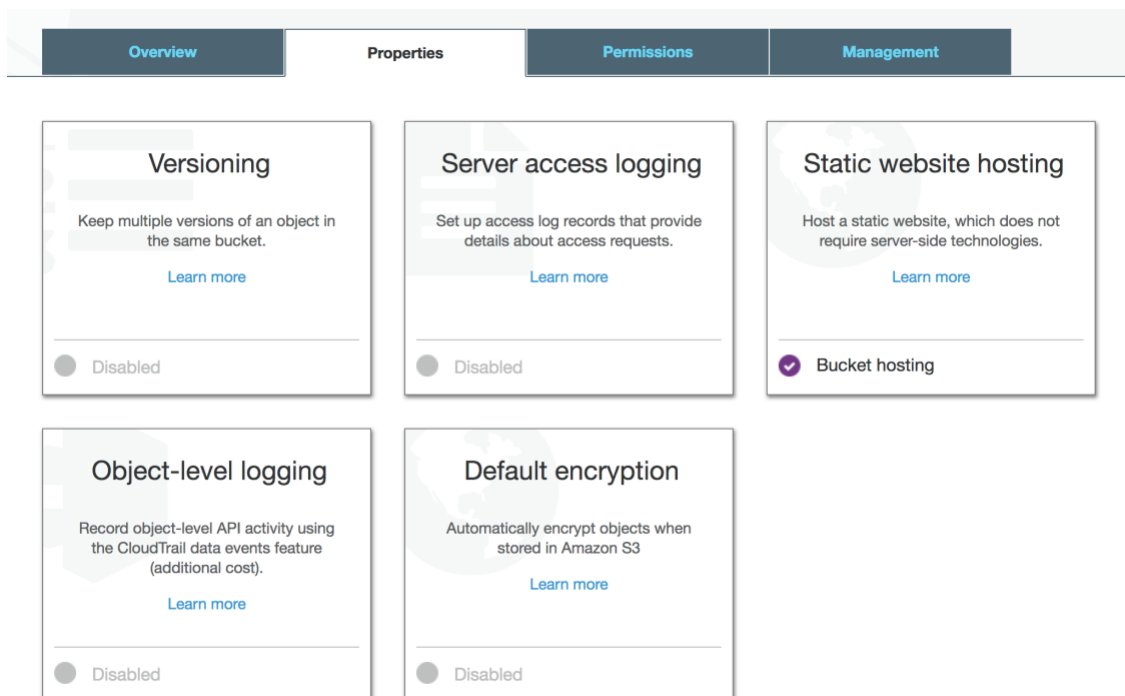 Overview
Properties
Permissions
Management
Versioning
Keep multiple versions of an object in
the same bucket.
Learn more
Disabled
Server access logging
Set up access log records that provide
details about access requests.
Learn more
Disabled
Static website hosting
Host a static website, which does not
require server-side technologies.
Learn more
Bucket hosting
Object-level logging
Record object-level API activity using
the CloudTrail data events feature
(additional cost).
Learn more
Disabled
Default encryption
Automatically encrypt objects when
stored in Amazon S3
Learn more
Disabled